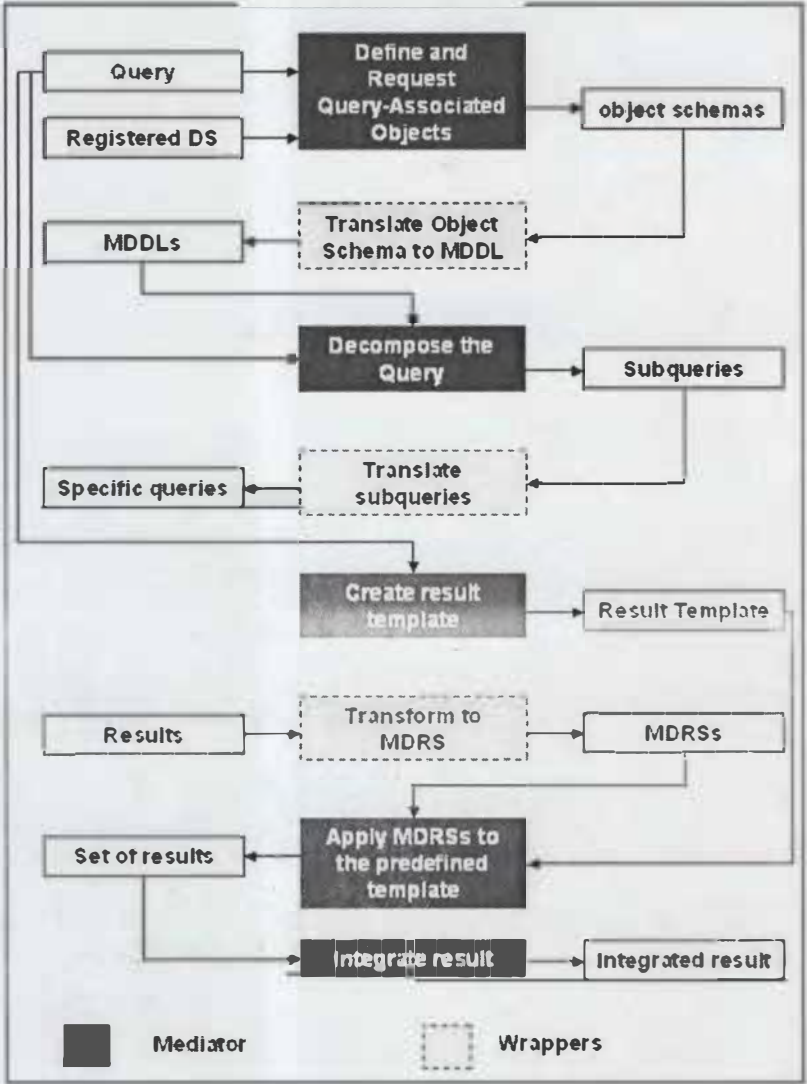 Query
Define and
Request
Query-Associated
Objects
object schemas
Registered DS
MDDLs
Translate Object
Schema to MDDL
Decompose the
Query
Subqueries
Specific queries
Translate
subqueries
Create result
template
Result Template
Results
Transform to
MDRS
MDRSs
Set of results
Apply MDRSs to
the predefined
template
Integrate result
Integrated result
Mediator
Wrappers